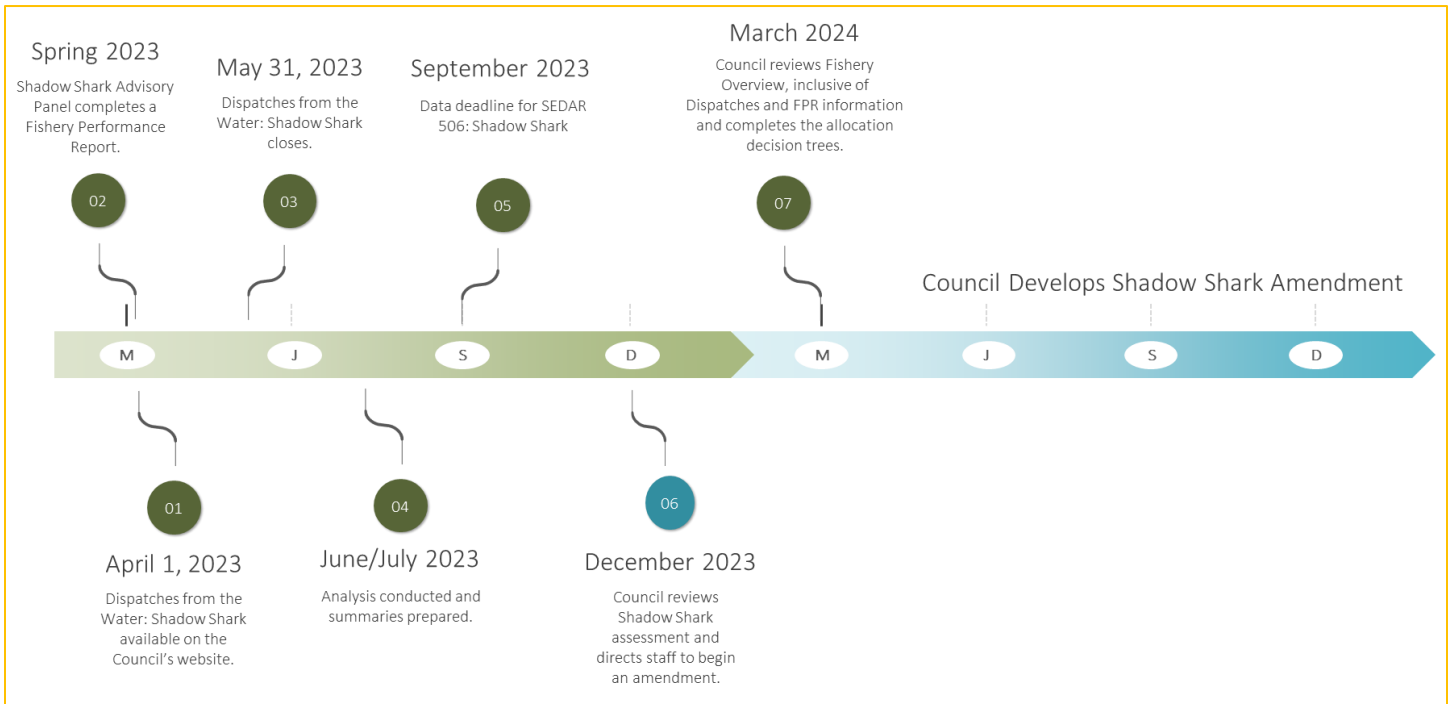 Spring 2023
Shadow Shark Advisory
Panel completes a
Fishery Performance
Report.
02
May 31, 2023
Dispatches from the
Water: Shadow Shark
closes.
03
September 2023
Data deadline for SEDAR
506: Shadow Shark
05
March 2024
Council reviews Fishery
Overview, inclusive of
Dispatches and FPR information
and completes the allocation
decision trees.
07
Council Develops Shadow Shark Amendment
M
J
S
D
M
J
S
D
01
April 1, 2023
Dispatches from the
Water: Shadow Shark
available on the
Council’s website.
04
June/July 2023
Analysis conducted and
summaries prepared.
06
December 2023
Council reviews
Shadow Shark
assessment and
directs staff to begin
an amendment.